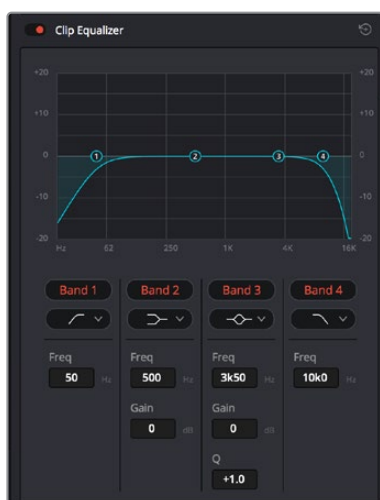 Clip Equalizer
+20 +20
+10 +10
0 0
-10 -10
-20 -20
Hz 62 250 1K 4K 16K
1 2 3 4
Band 1 Band 2 Band 3 Band 4
Freq Freq Freq Freq
50 Hz 500 Hz 3k50 Hz 10k0 Hz
Gain Gain
0 dB 0 dB
Q
+1.0